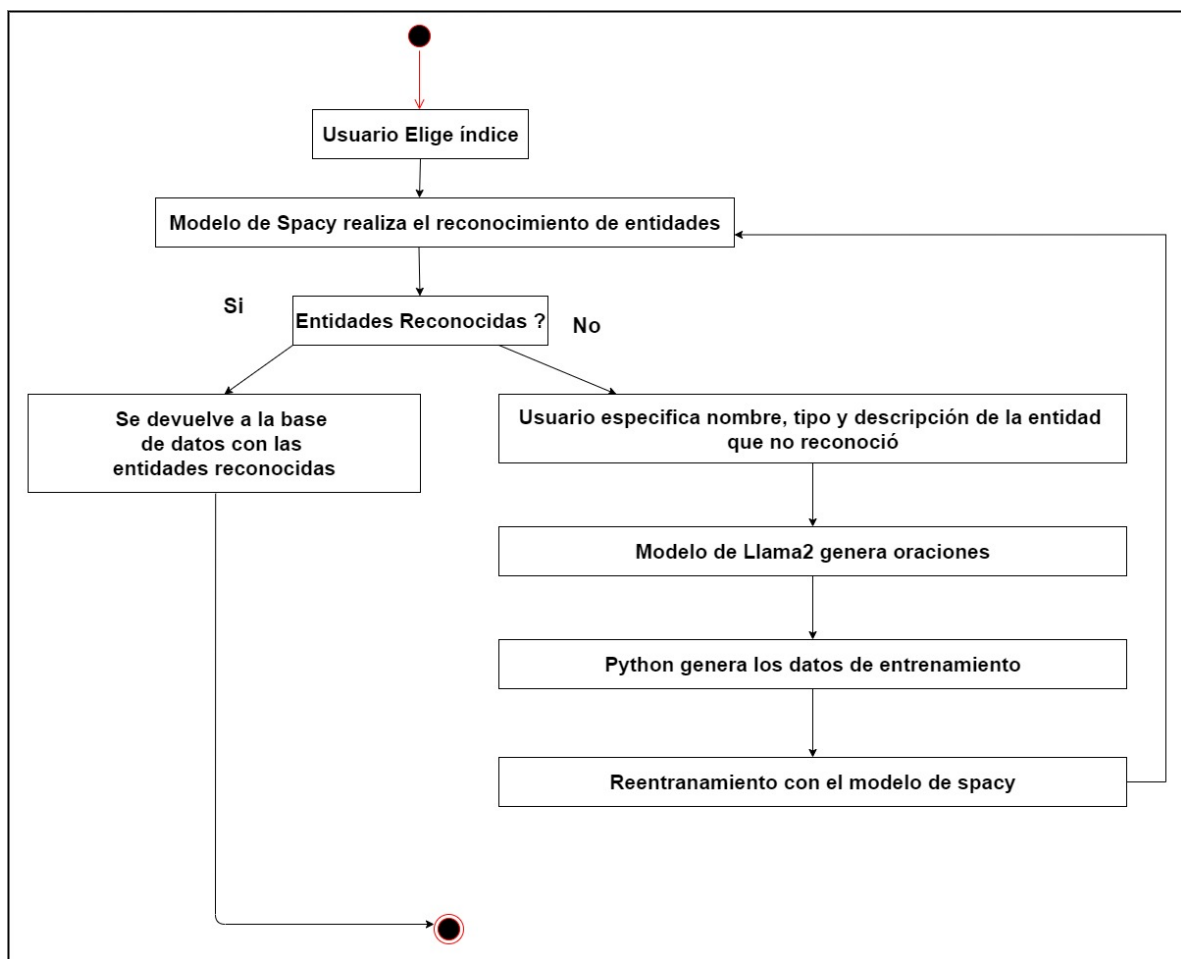 Usuario Elige índice
Modelo de Spacy realiza el reconocimiento de entidades
Si
Entidades Reconocidas ?
No
Se devuelve a la base
de datos con las
entidades reconocidas
Usuario especifica nombre, tipo y descripción de la entidad
que no reconoció
Modelo de Llama2 genera oraciones
Python genera los datos de entrenamiento
Reentranamiento con el modelo de spacy